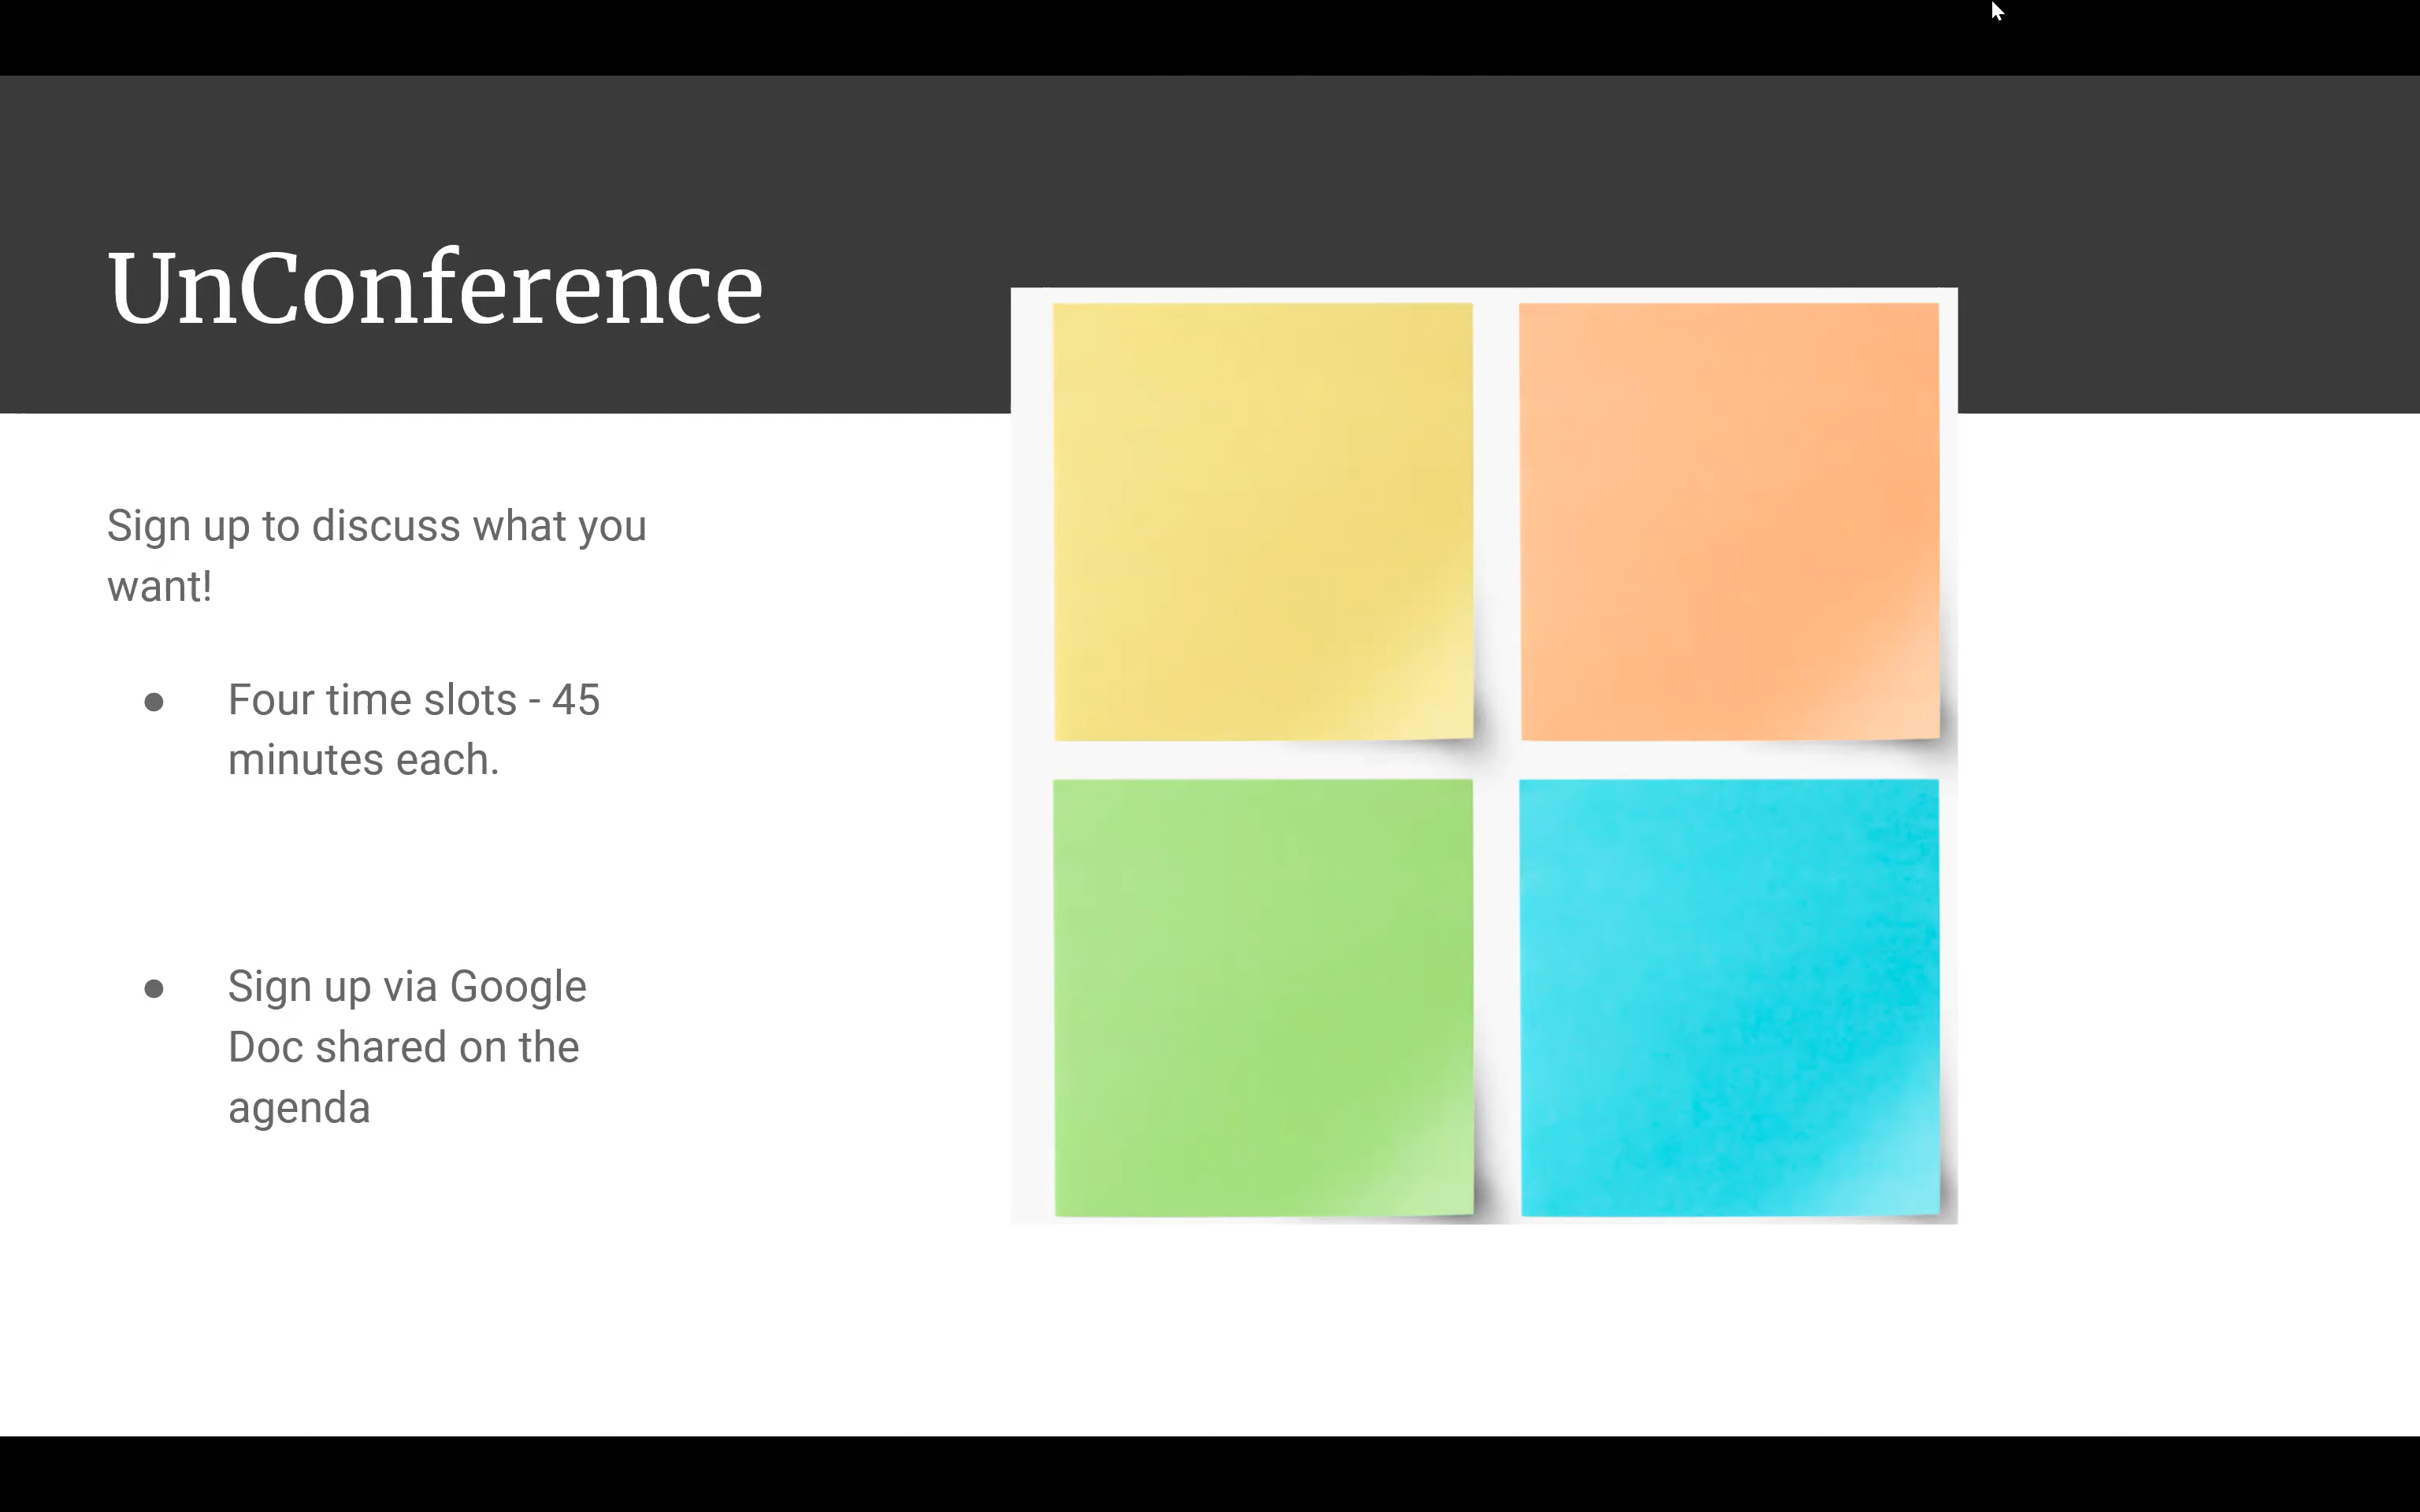 UnConference
Sign up to discuss what you
want!
● Four time slots - 45
minutes each.
● Sign up via Google
Doc shared on the
agenda